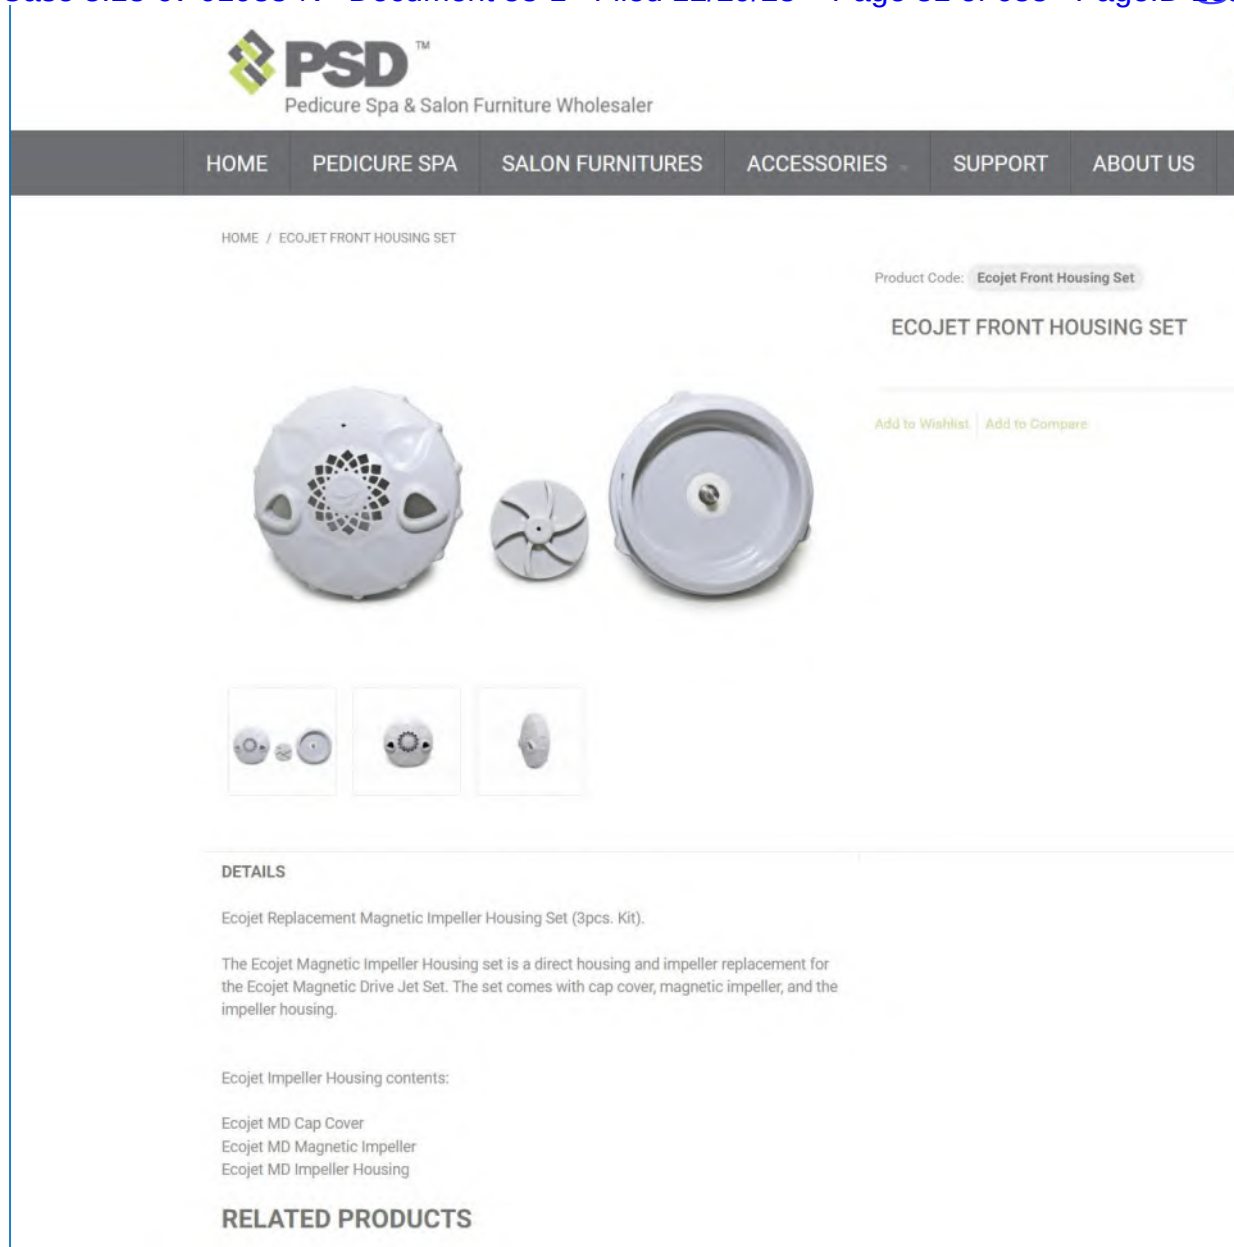 PSD™
Pedicure Spa & Salon Furniture Wholesaler
HOME PEDICURE SPA SALON FURNITURES ACCESSORIES SUPPORT ABOUT US
HOME / ECOJET FRONT HOUSING SET
Product Code: Ecojet Front Housing Set
ECOJET FRONT HOUSING SET
Add to Wishlist Add to Compare
DETAILS
Ecojet Replacement Magnetic Impeller Housing Set (3pcs. Kit).
The Ecojet Magnetic Impeller Housing set is a direct housing and impeller replacement for
the Ecojet Magnetic Drive Jet Set. The set comes with cap cover, magnetic impeller, and the
impeller housing.
Ecojet Impeller Housing contents:
Ecojet MD Cap Cover
Ecojet MD Magnetic Impeller
Ecojet MD Impeller Housing
RELATED PRODUCTS